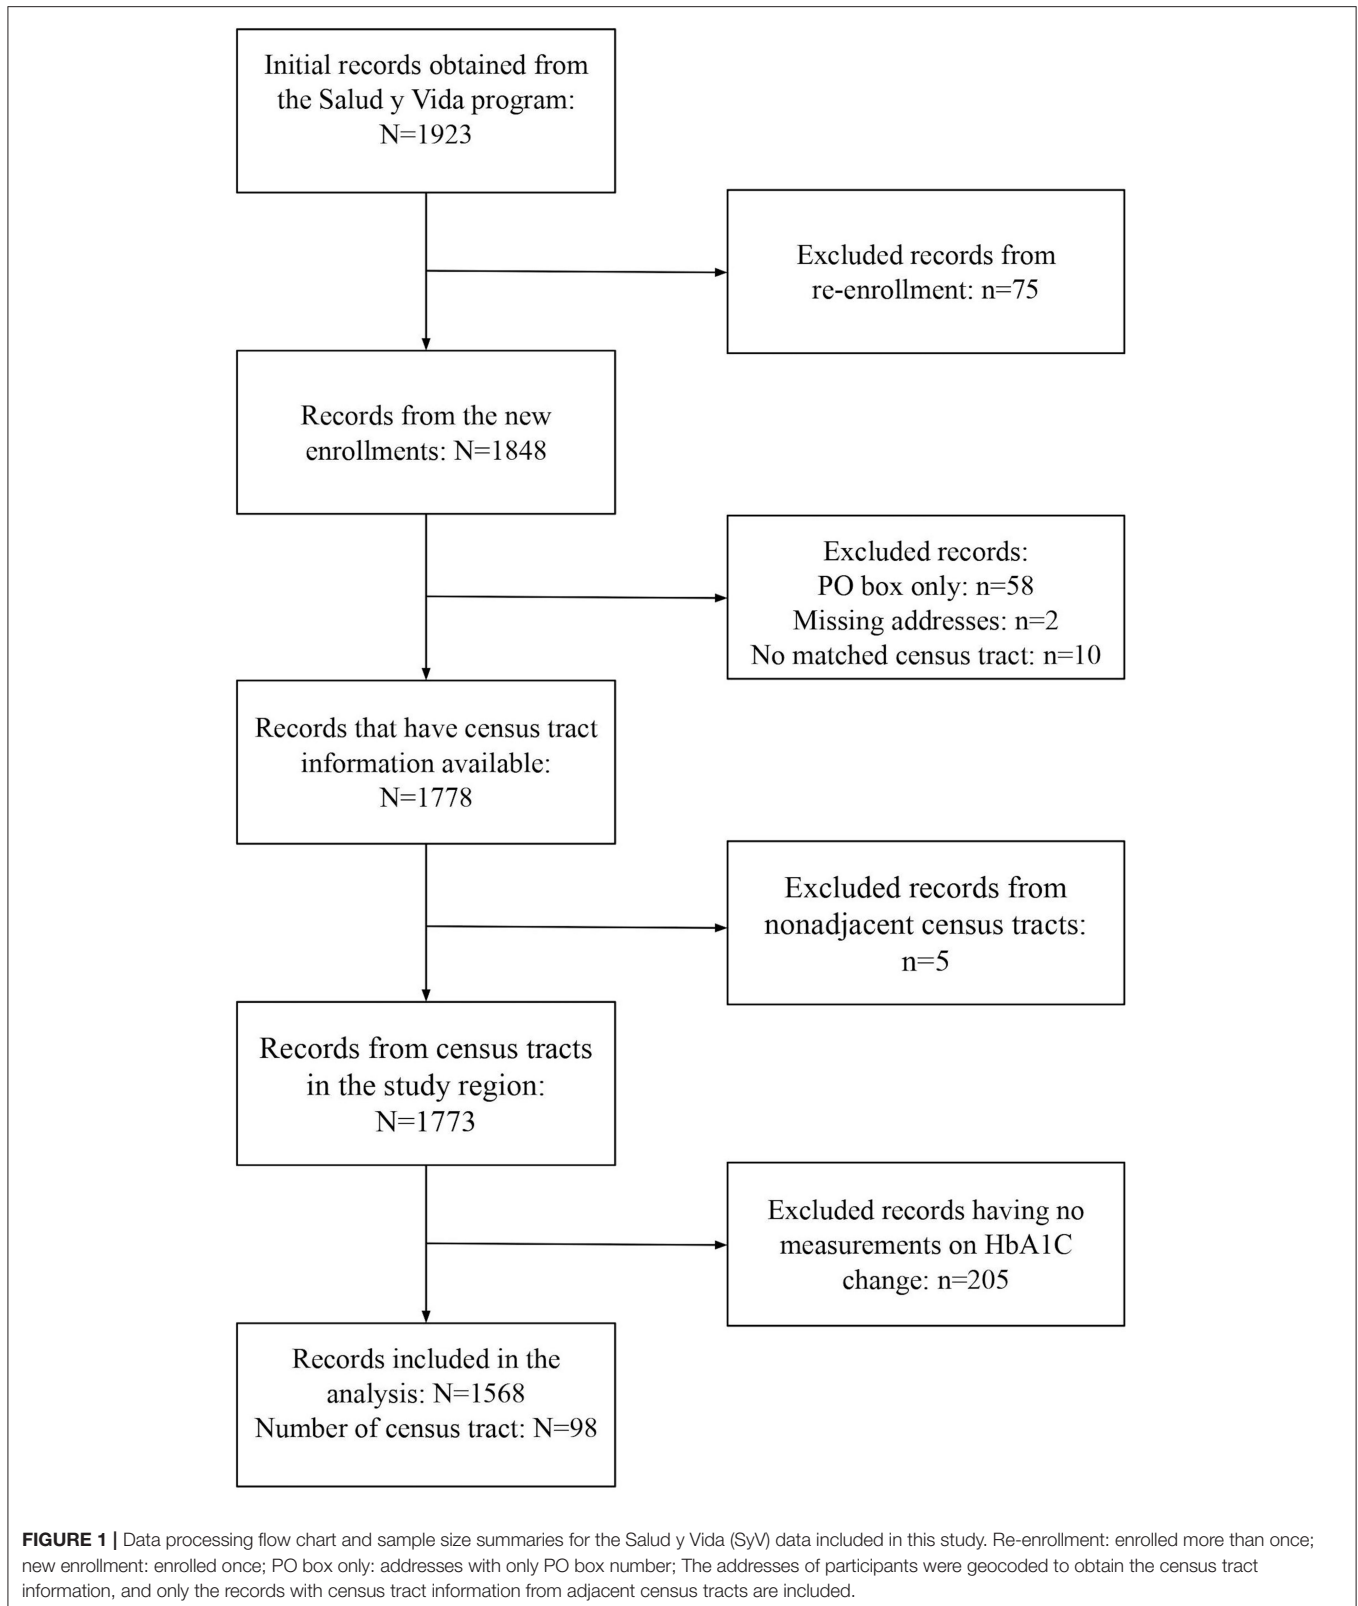 Initial records obtained from
the Salud y Vida program:
N=1923
Excluded records from
re-enrollment: n=75
Records from the new
enrollments: N=1848
Excluded records:
PO box only: n=58
Missing addresses: n=2
No matched census tract: n=10
Records that have census tract
information available:
N=1778
Excluded records from
nonadjacent census tracts:
n=5
Records from census tracts
in the study region:
N=1773
Excluded records having no
measurements on HbA1C
change: n=205
Records included in the
analysis: N=1568
Number of census tract: N=98
FIGURE 1 | Data processing flow chart and sample size summaries for the Salud y Vida (SyV) data included in this study. Re-enrollment: enrolled more than once;
new enrollment: enrolled once; PO box only: addresses with only PO box number; The addresses of participants were geocoded to obtain the census tract
information, and only the records with census tract information from adjacent census tracts are included.